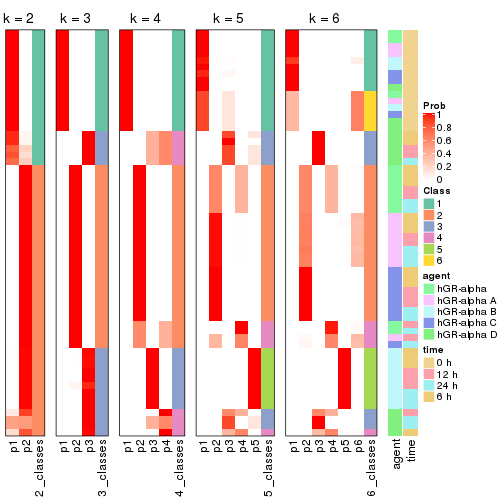 k = 2
k = 3
k = 4
k = 5
k = 6
p1
p2
2_classes
p1
p2
p3
3_classes
p1
p2
p3
p4
4_classes
p1
p2
p3
p4
p5
5_classes
p1
p2
p3
p4
p5
p6
6_classes
agent
time
Prob
1
0.8
0.6
0.4
0.2
0
Class
1
2
3
4
5
6
agent
hGR-alpha
hGR-alpha A
hGR-alpha B
hGR-alpha C
hGR-alpha D
time
0 h
12 h
24 h
6 h